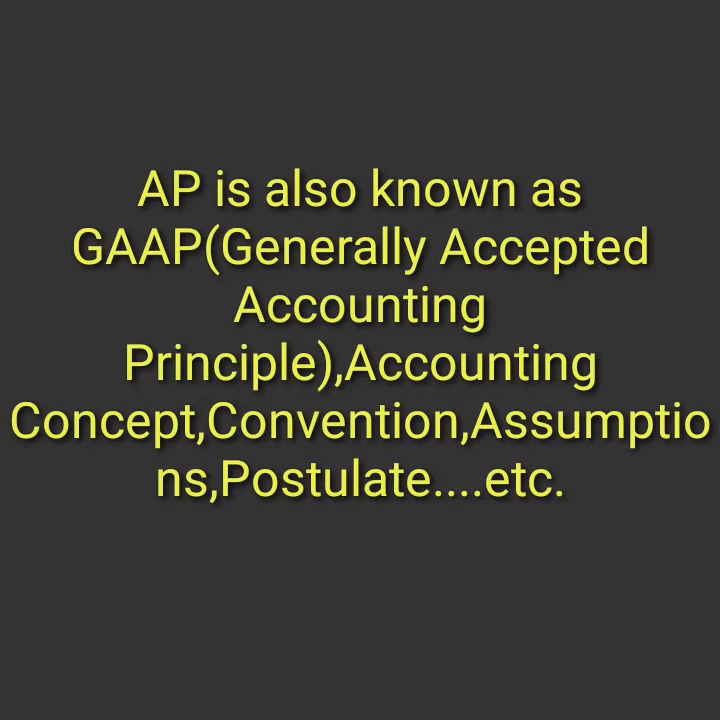 AP is also known as
GAAP(Generally Accepted
Accounting
Principle),Accounting
Concept,Convention,Assumptio
ns,Postulate....etc.